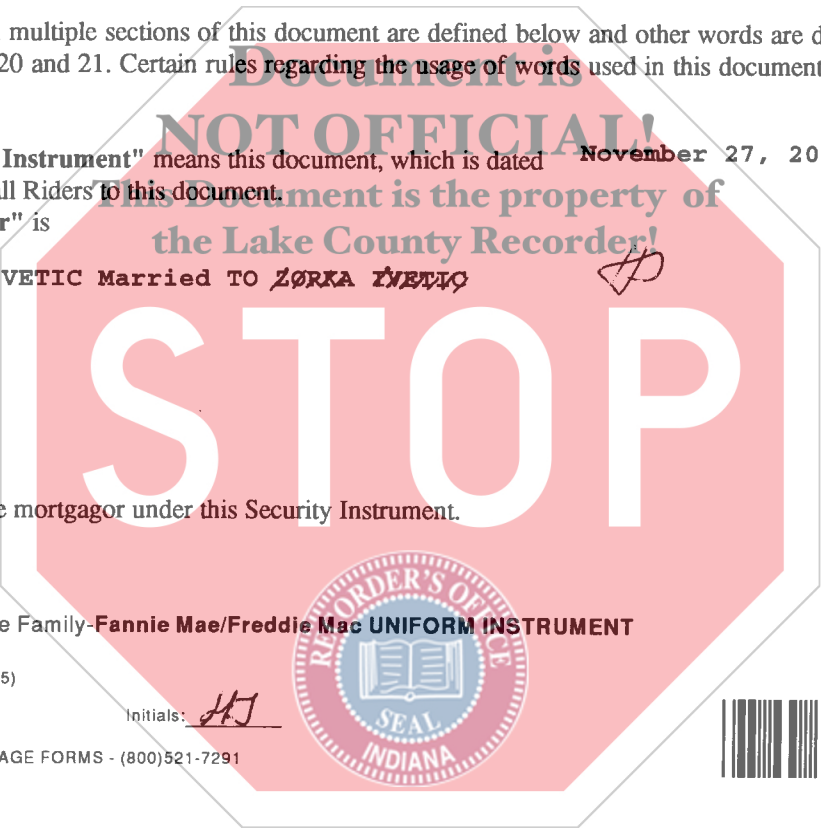 multiple sections of this document are defined below and other words are d
20 and 21. Certain rules regarding the usage of words used in this document
Document is
NOT OFFICIAL!
Instrument" means this document, which is dated November 27, 20
all Riders to this document.
This Document is the property of
r" is
the Lake County Recorder!
VETIC Married TO ZORKA
STOP
e mortgagor under this Security Instrument.
RECORDER'S OFFICE
SEAL
INDIANA
e Family-Fannie Mae/Freddie Mac UNIFORM INSTRUMENT
5)
Initials: HJ
AGE FORMS - (800)521-7291